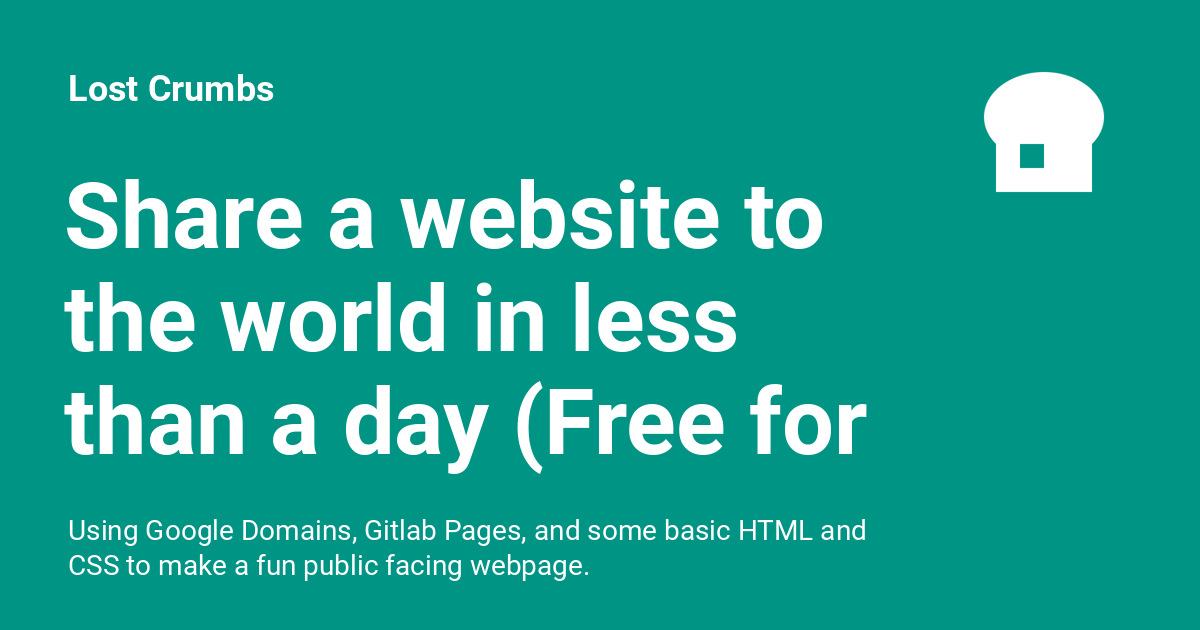 Lost Crumbs
Share a website to
the world in less
than a day (Free for
Using Google Domains, Gitlab Pages, and some basic HTML and
CSS to make a fun public facing webpage.